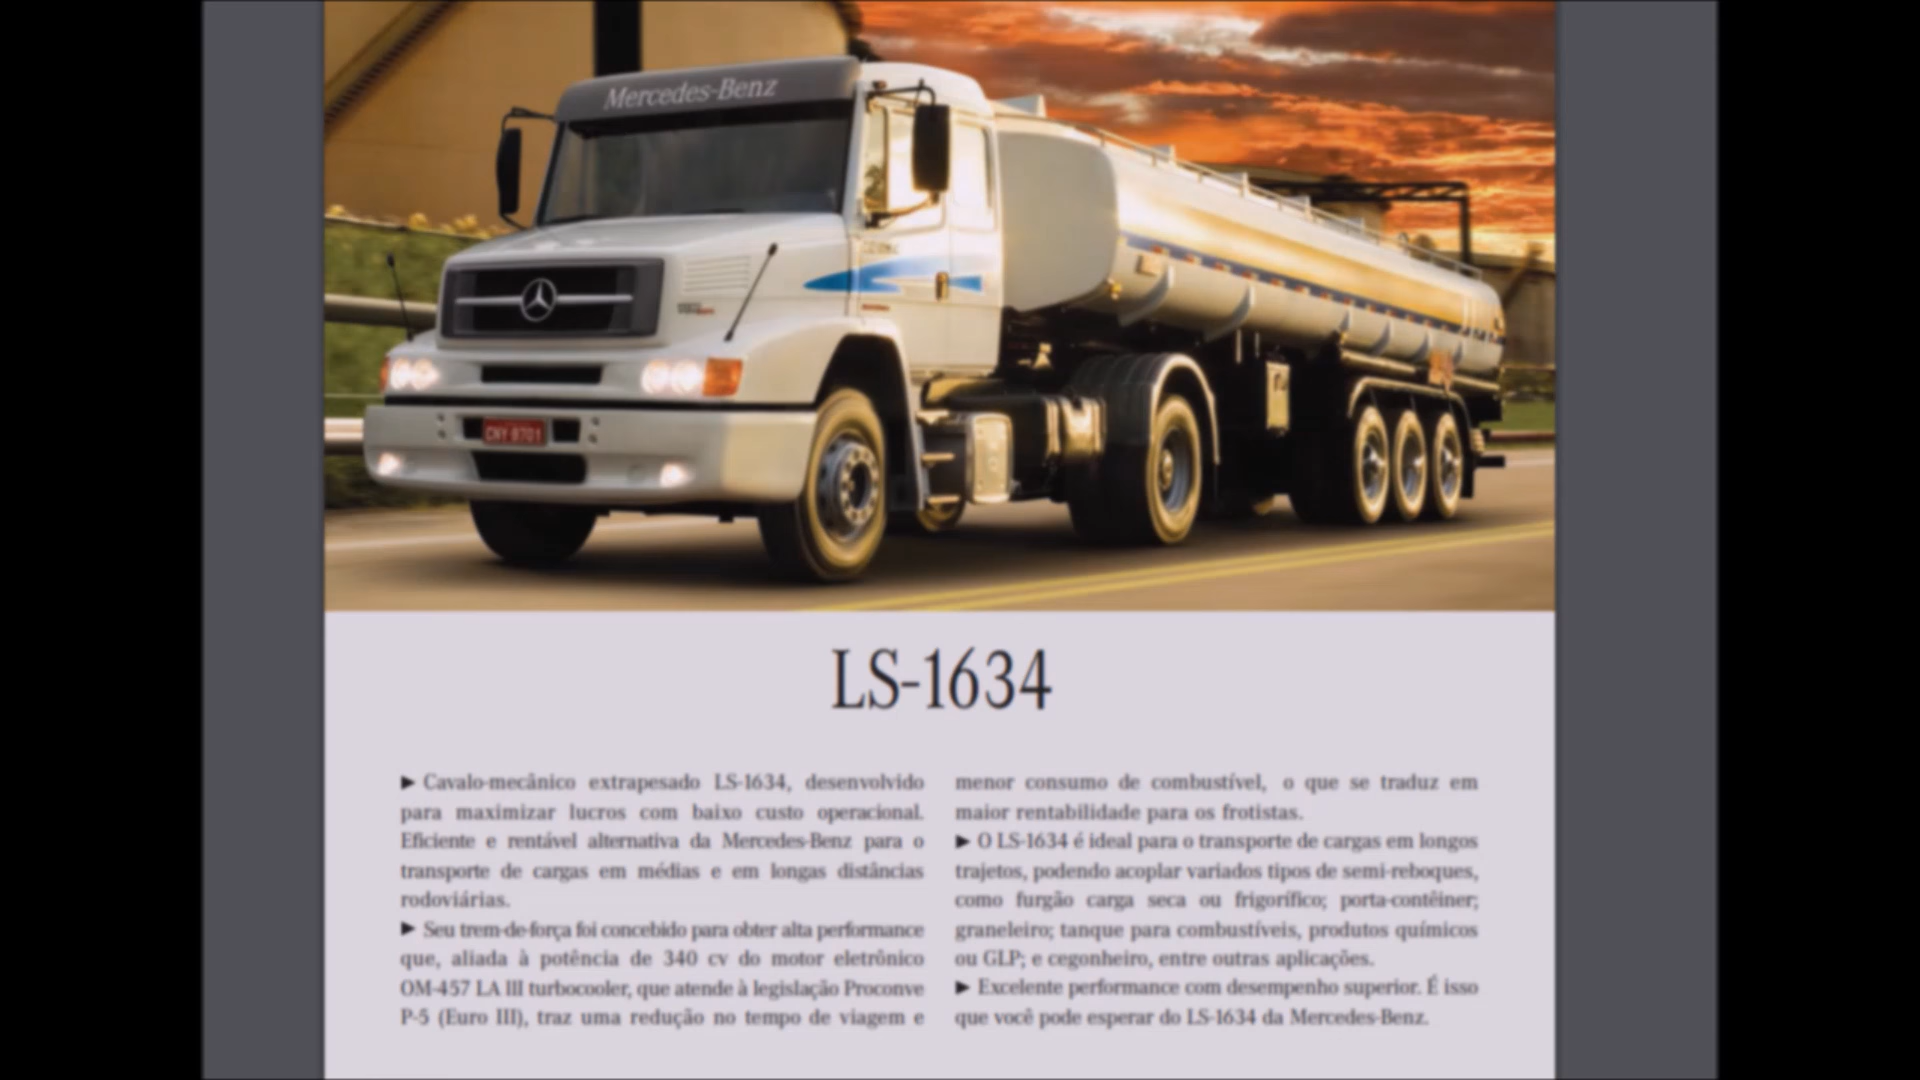 Mercedes-Benz
CNY 8701
LS-1634
► Cavalo-mecânico extrapesado LS-1634, desenvolvido
para maximizar lucros com baixo custo operacional.
Eficiente e rentável alternativa da Mercedes-Benz para o
transporte de cargas em médias e em longas distâncias
rodoviárias.
► Seu trem-de-força foi concebido para obter alta performance
que, aliada à potência de 340 cv do motor eletrônico
OM-457 LA III turbocooler, que atende à legislação Proconve
P-5 (Euro III), traz uma redução no tempo de viagem e
menor consumo de combustível, o que se traduz em
maior rentabilidade para os frotistas.
► O LS-1634 é ideal para o transporte de cargas em longos
trajetos, podendo acoplar variados tipos de semi-reboques,
como furgão carga seca ou frigorífico; porta-contêiner;
graneleiro; tanque para combustíveis, produtos químicos
ou GLP; e cegonheiro, entre outras aplicações.
► Excelente performance com desempenho superior. É isso
que você pode esperar do LS-1634 da Mercedes-Benz.